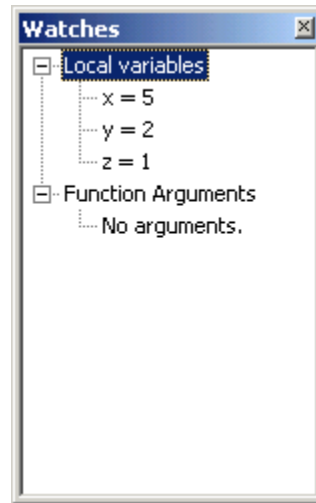 Watches
Local variables
x = 5
y = 2
z = 1
Function Arguments
No arguments.